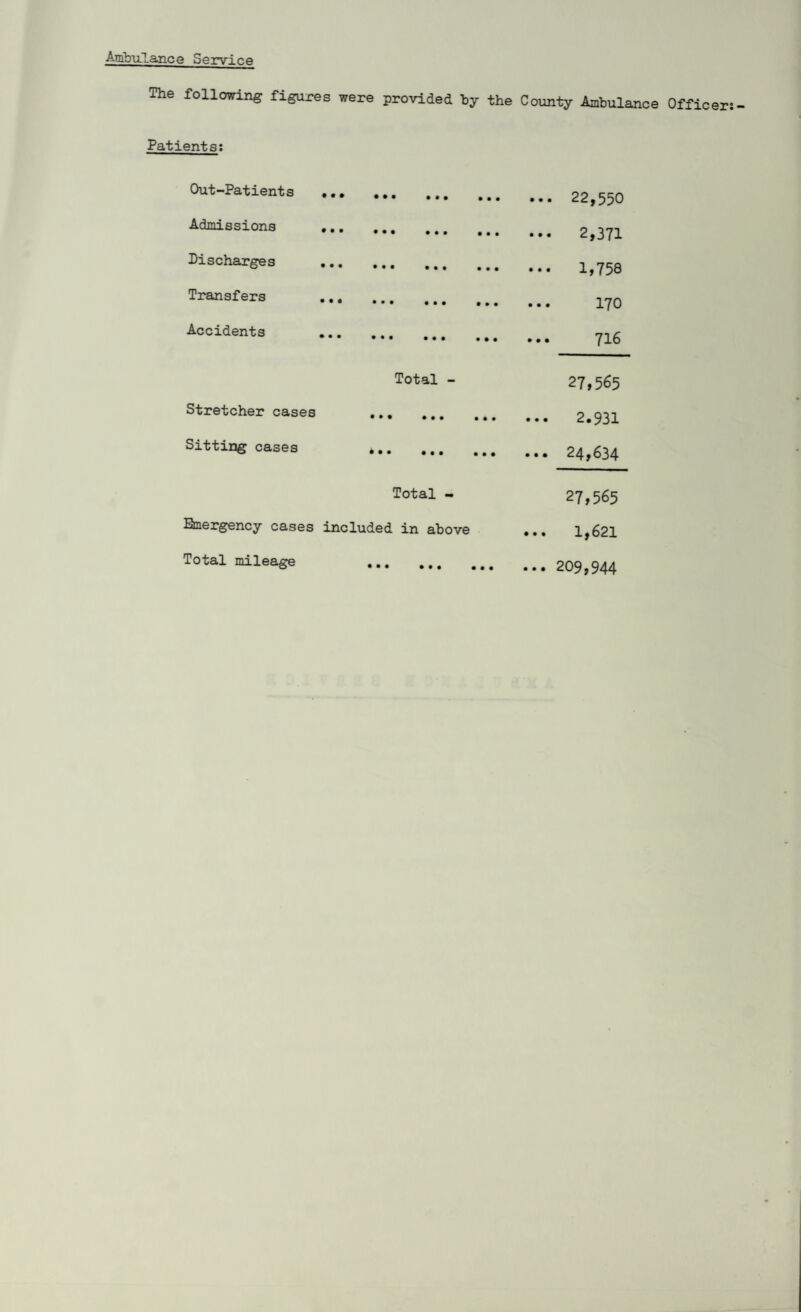 Ambulance Service
The following figures were provided by the County Ambulance Officer:-
Patients:
Out-Patients ... ... ... ... ... 22,550
Admissions ... ... ... ... ... 2,371
Discharges ... ... ... ... ... 1,758
Transfers ... ... ... ... ... 170
Accidents ... ... ... ... ... 716
Total - 27,565
Stretcher cases ... ... ... ... 2.931
Sitting cases ... ... ... ... 24,634
Total - 27,565
Emergency cases included in above ... 1,621
Total mileage ... ... ... ... 209,944